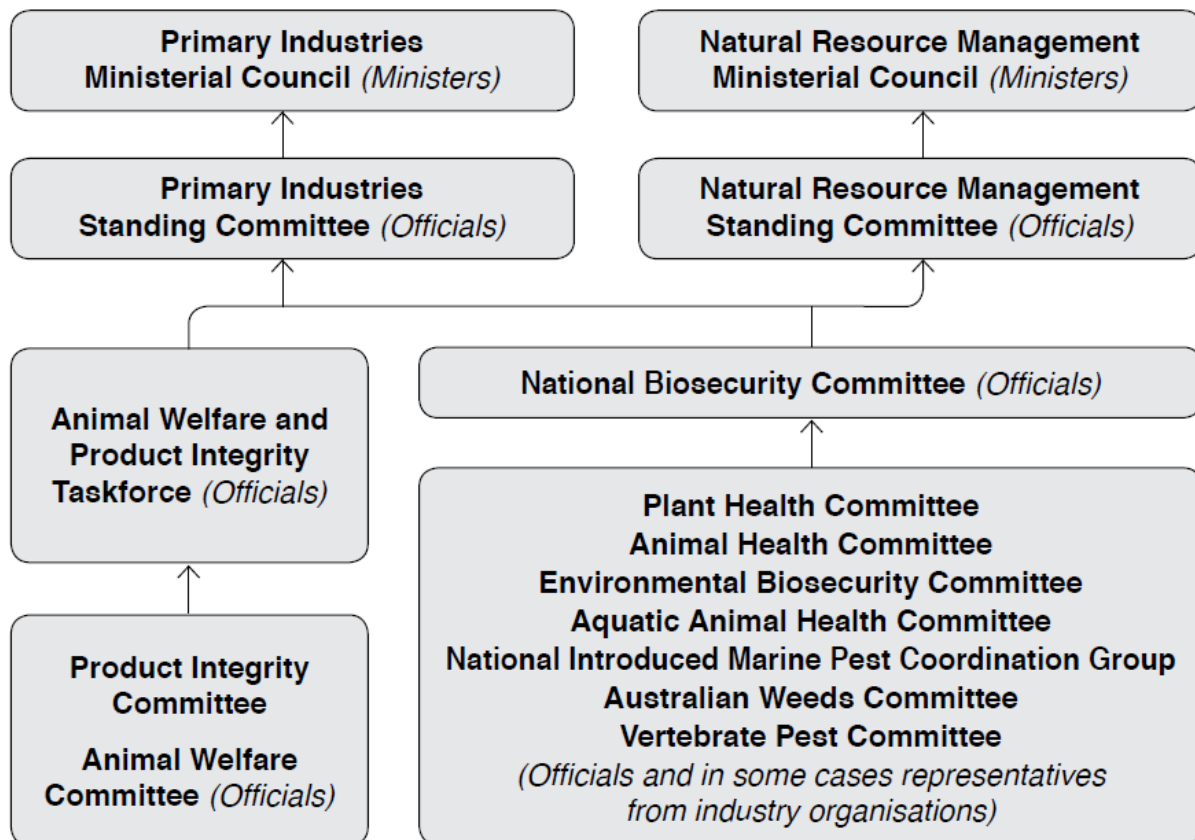 Primary Industries
Ministerial Council (Ministers)
Natural Resource Management
Ministerial Council (Ministers)
Primary Industries
Standing Committee (Officials)
Natural Resource Management
Standing Committee (Officials)
Animal Welfare and
Product Integrity
Taskforce (Officials)
National Biosecurity Committee (Officials)
Product Integrity
Committee
Animal Welfare
Committee (Officials)
Plant Health Committee
Animal Health Committee
Environmental Biosecurity Committee
Aquatic Animal Health Committee
National Introduced Marine Pest Coordination Group
Australian Weeds Committee
Vertebrate Pest Committee
(Officials and in some cases representatives
from industry organisations)